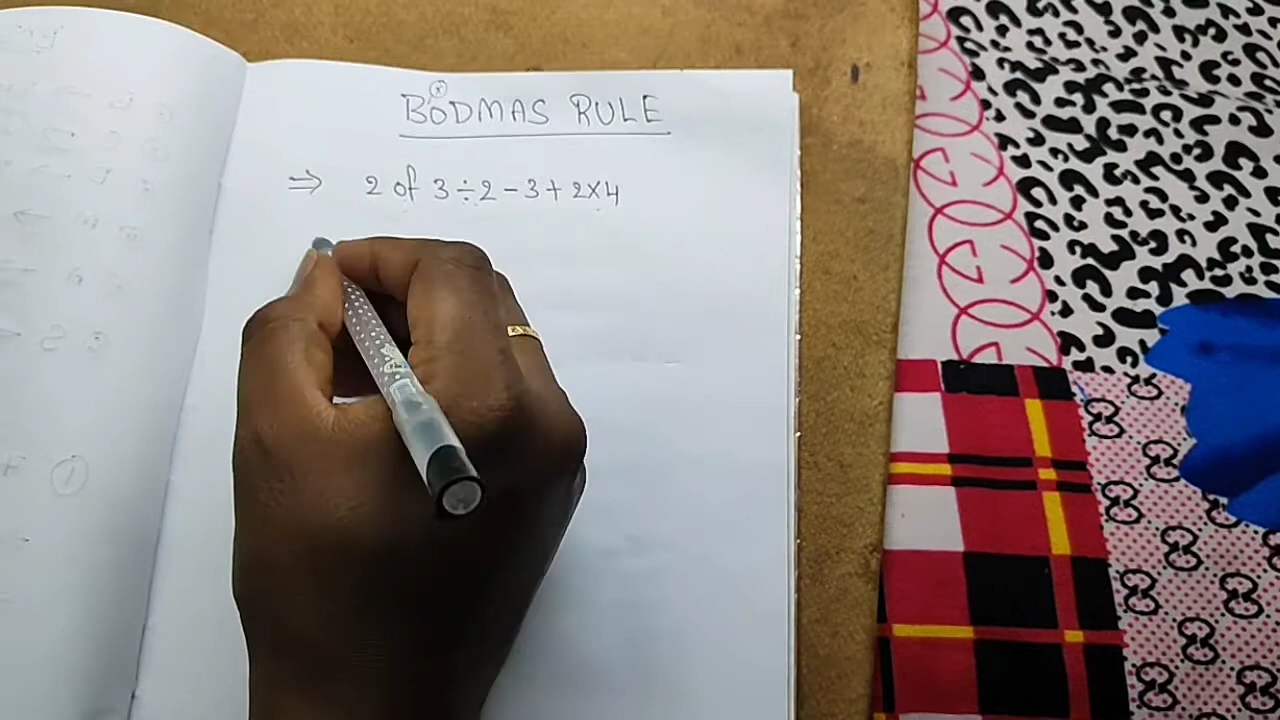 (x)
BODMAS RULE
⇒ 2 of 3 ÷ 2 - 3 + 2 × 4